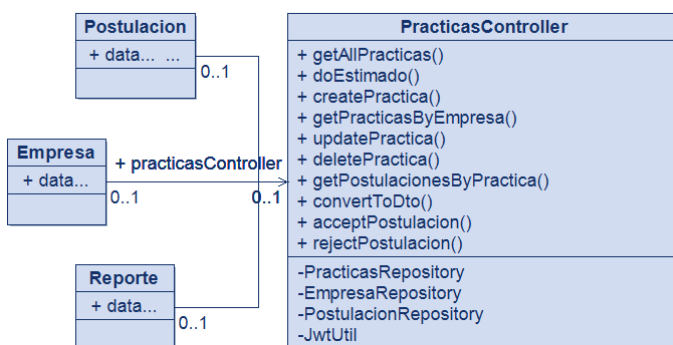 Postulacion
+ data... ...
0..1
Empresa
+ data...
0..1
+ practicasController
0..1
Reporte
+ data...
0..1
PracticasController
+ getAllPracticas()
+ doEstimado()
+ createPractica()
+ getPracticasByEmpresa()
+ updatePractica()
+ deletePractica()
+ getPostulacionesByPractica()
+ convertToDto()
+ acceptPostulacion()
+ rejectPostulacion()
-PracticasRepository
-EmpresaRepository
-PostulacionRepository
-JwtUtil